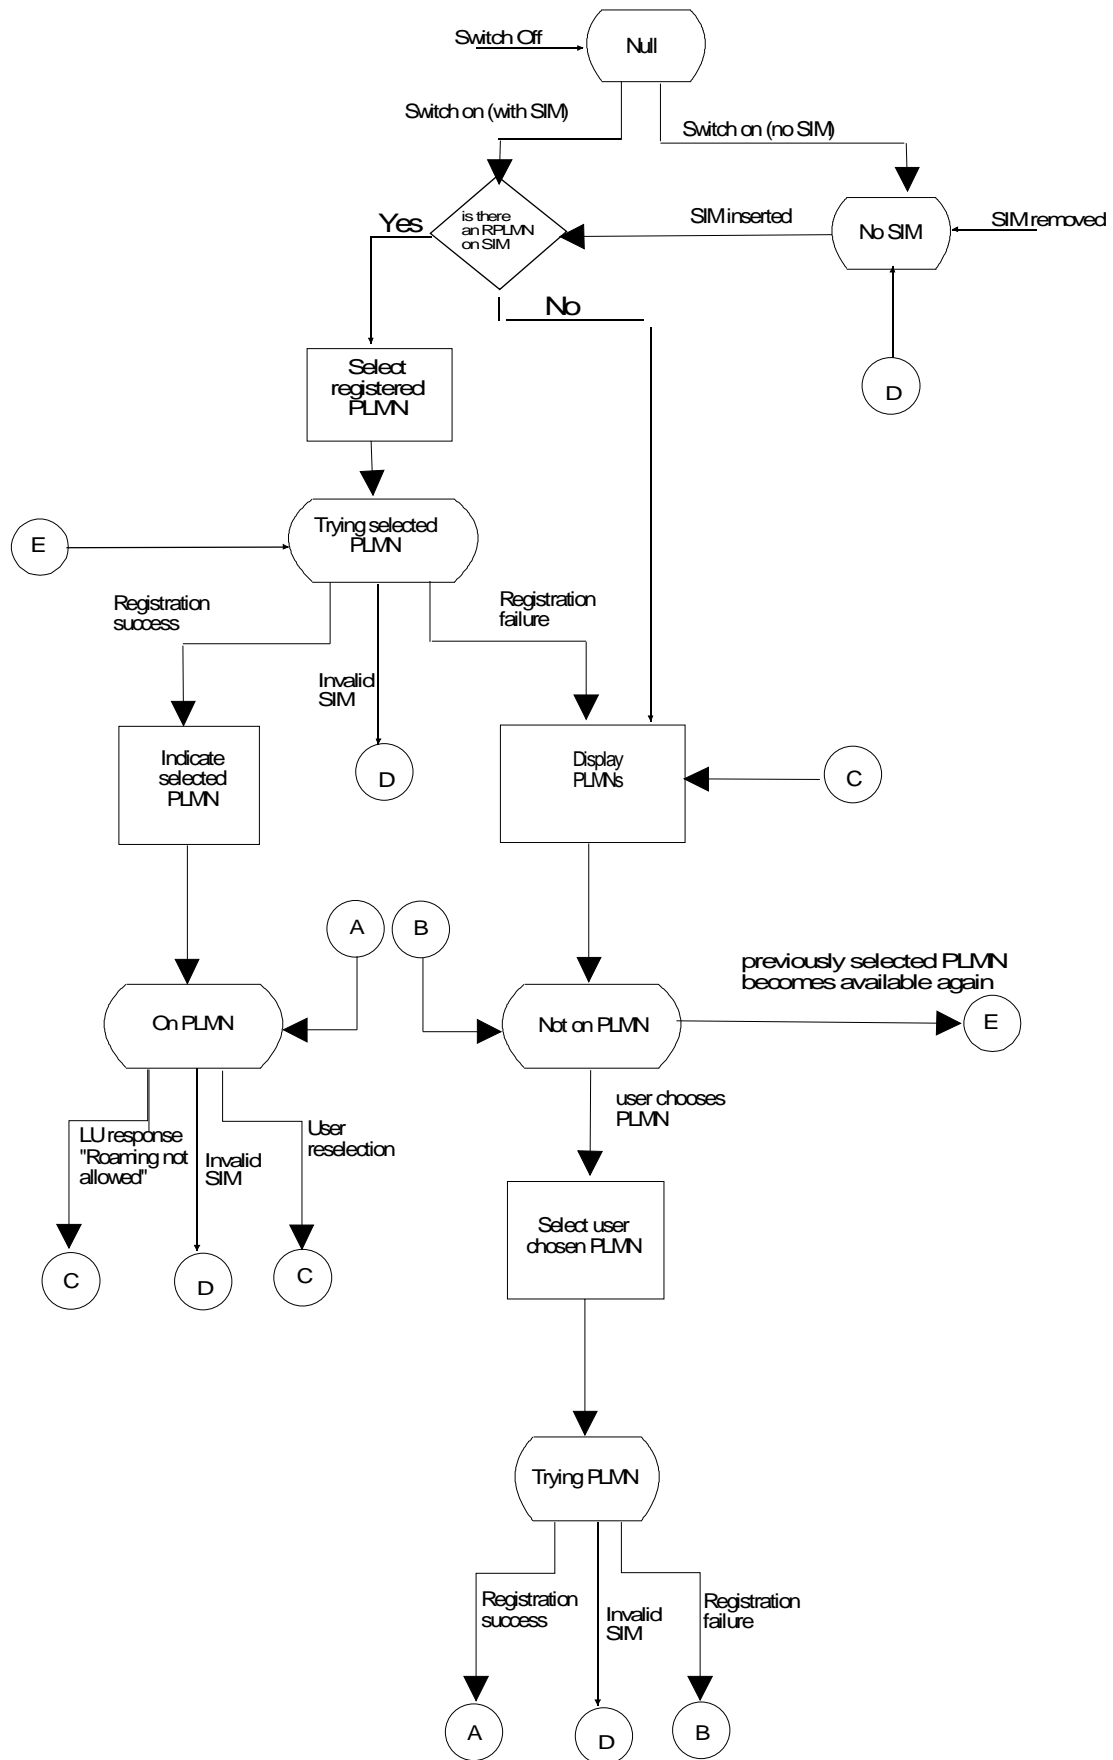 Switch Off
Null
Switch on (with SIM)
Switch on (no SIM)
is there
an RPLMN
on SIM
Yes
SIM inserted
No SIM
SIM removed
No
Select
registered
PLMN
D
Trying selected
PLMN
E
Registration
success
Registration
failure
Invalid
SIM
Indicate
selected
PLMN
D
Display
PLMNs
C
A
B
previously selected PLMN
becomes available again
On PLMN
Not on PLMN
E
user chooses
PLMN
LU response
"Roaming not
allowed"
Invalid
SIM
User
reselection
Select user
chosen PLMN
C
D
C
Trying PLMN
Registration
success
Invalid
SIM
Registration
failure
A
D
B